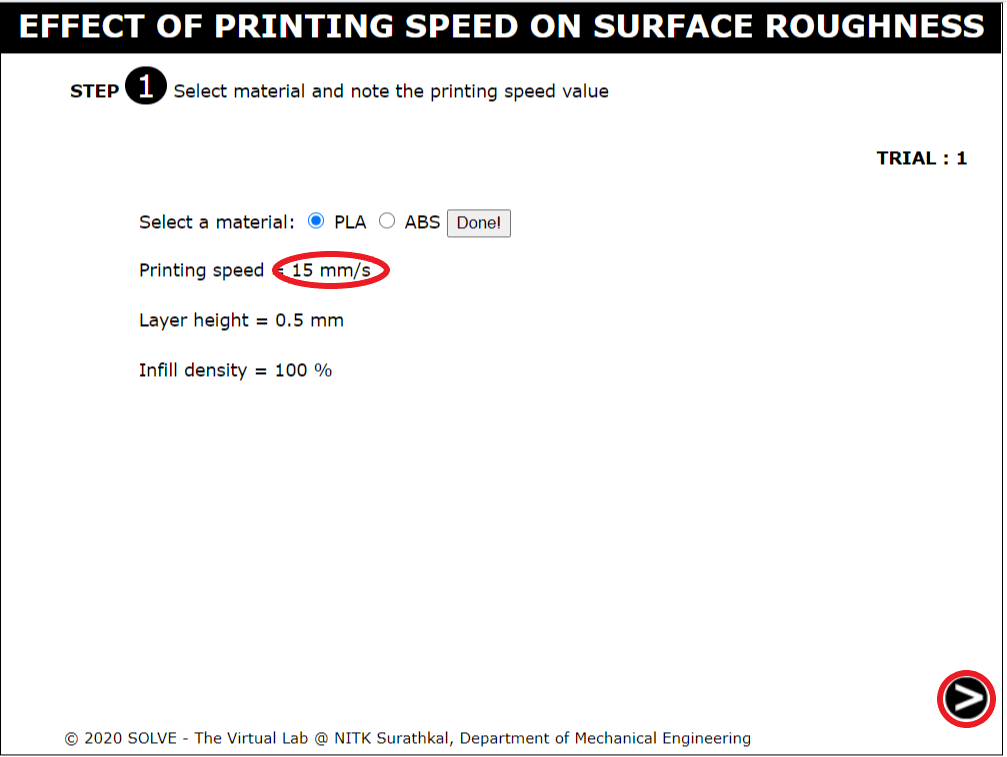 EFFECT OF PRINTING SPEED ON SURFACE ROUGHNESS
STEP 1 Select material and note the printing speed value
TRIAL : 1
Select a material: PLA ABS Done!
Printing speed = 15 mm/s
Layer height = 0.5 mm
Infill density = 100 %
>
© 2020 SOLVE - The Virtual Lab @ NITK Surathkal, Department of Mechanical Engineering